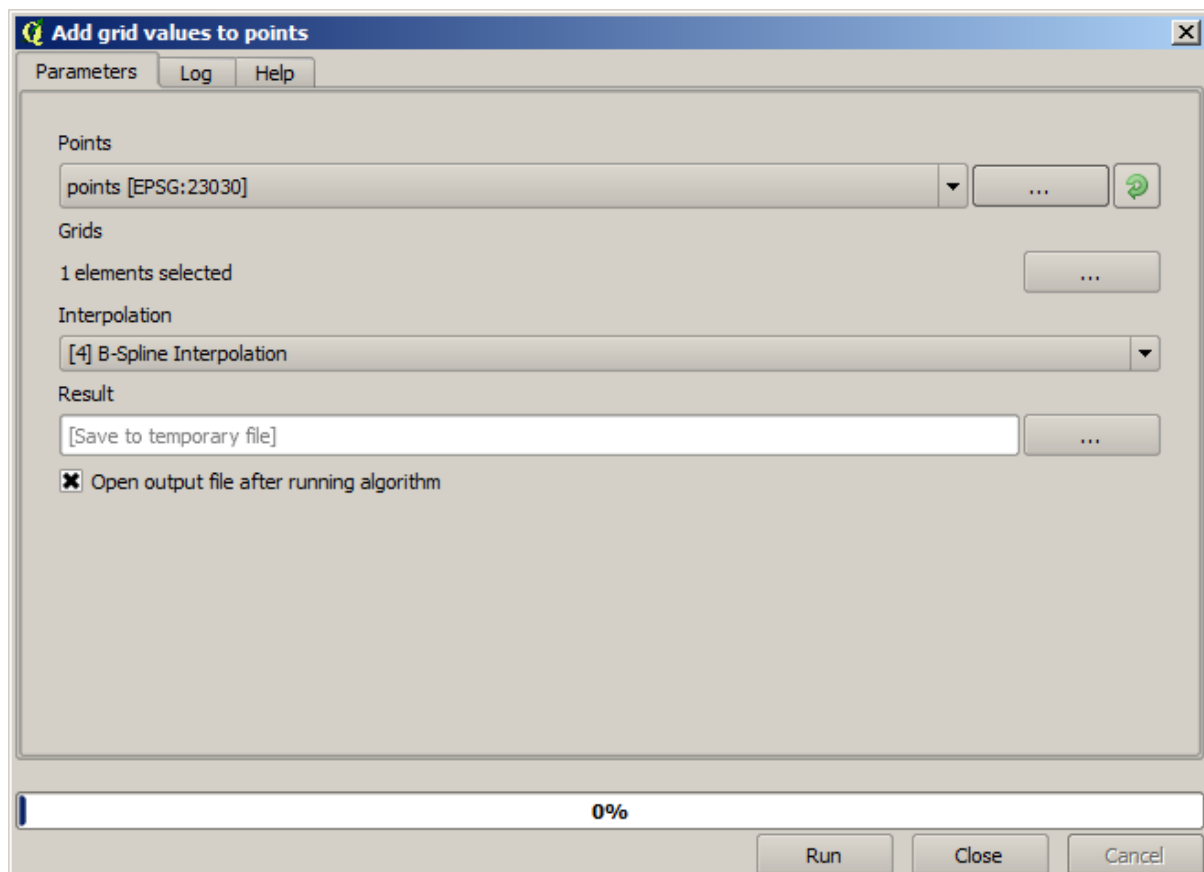 Add grid values to points
Parameters Log Help
Points
points [EPSG:23030] ...
Grids
1 elements selected ...
Interpolation
[4] B-Spline Interpolation
Result
[Save to temporary file] ...
Open output file after running algorithm
0%
Run Close Cancel